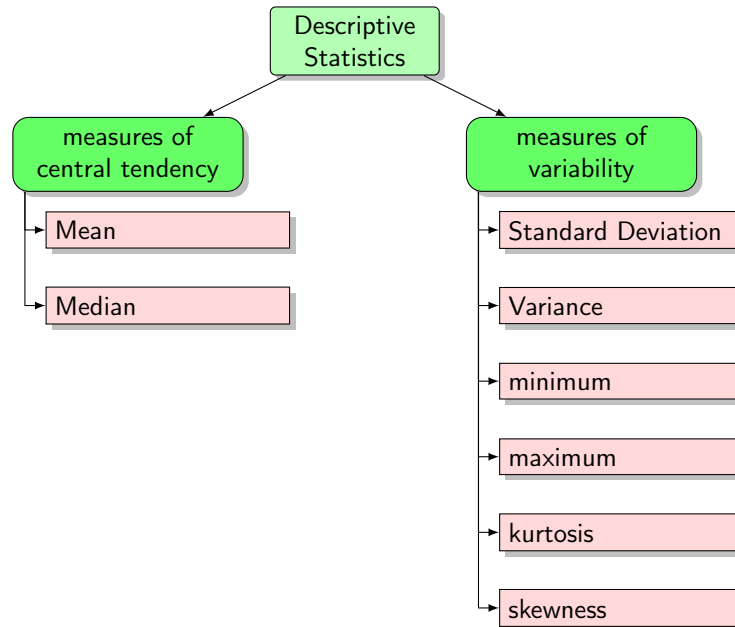 Descriptive
Statistics
measures of
central tendency
Mean
Median
measures of
variability
Standard Deviation
Variance
minimum
maximum
kurtosis
skewness